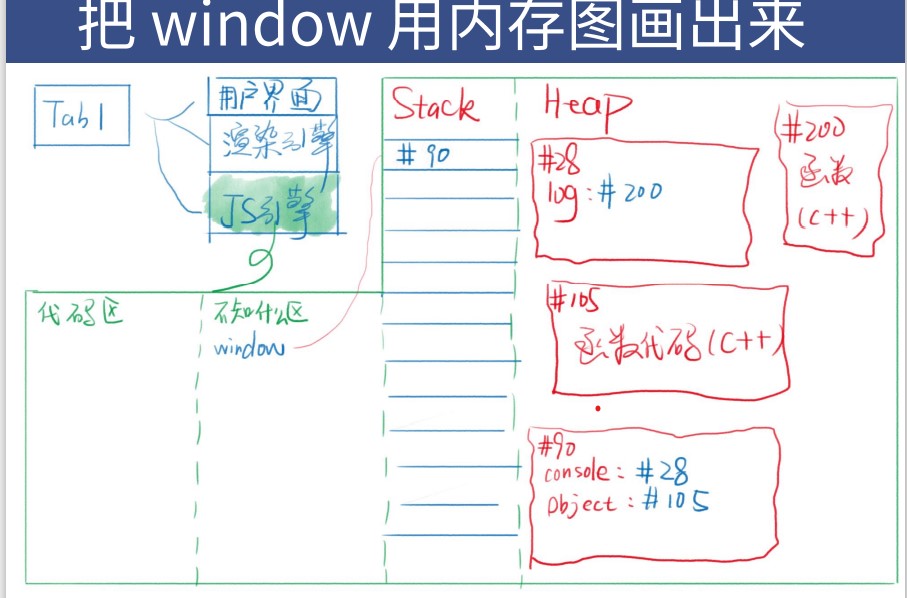 把 window 用内存图画出来
Tab1
用户界面
渲染引擎
JS引擎
代码区
不知什么区
window
Stack
#90
Heap
#28
log:#200
#200
函数
(C++)
#105
函数代码(C++)
#90
console:#28
Object:#105